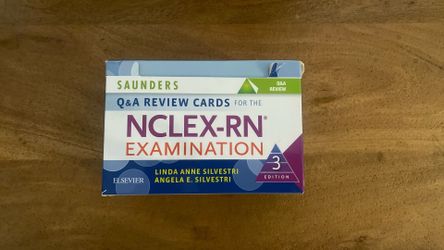 SAUNDERS
Q&A
REVIEW
Q&A REVIEW CARDS FOR THE
NCLEX-RN®
EXAMINATION
3
EDITION
LINDA ANNE SILVESTRI
ANGELA E. SILVESTRI
ELSEVIER